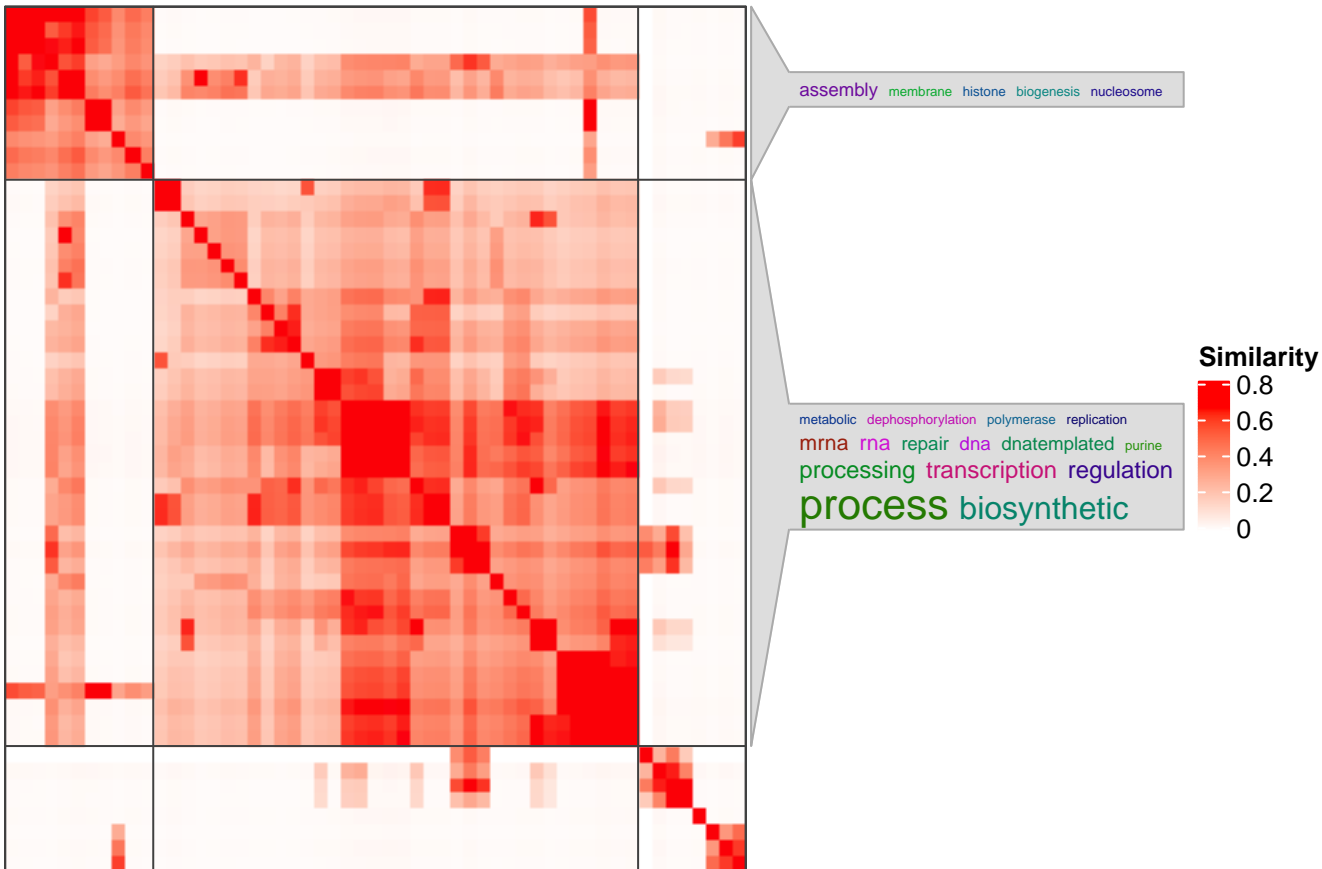 assembly membrane histone biogenesis nucleosome
metabolic dephosphorylation polymerase replication
mrna rna repair dna dnatemplated purine
processing transcription regulation
process biosynthetic
Similarity
0.8
0.6
0.4
0.2
0